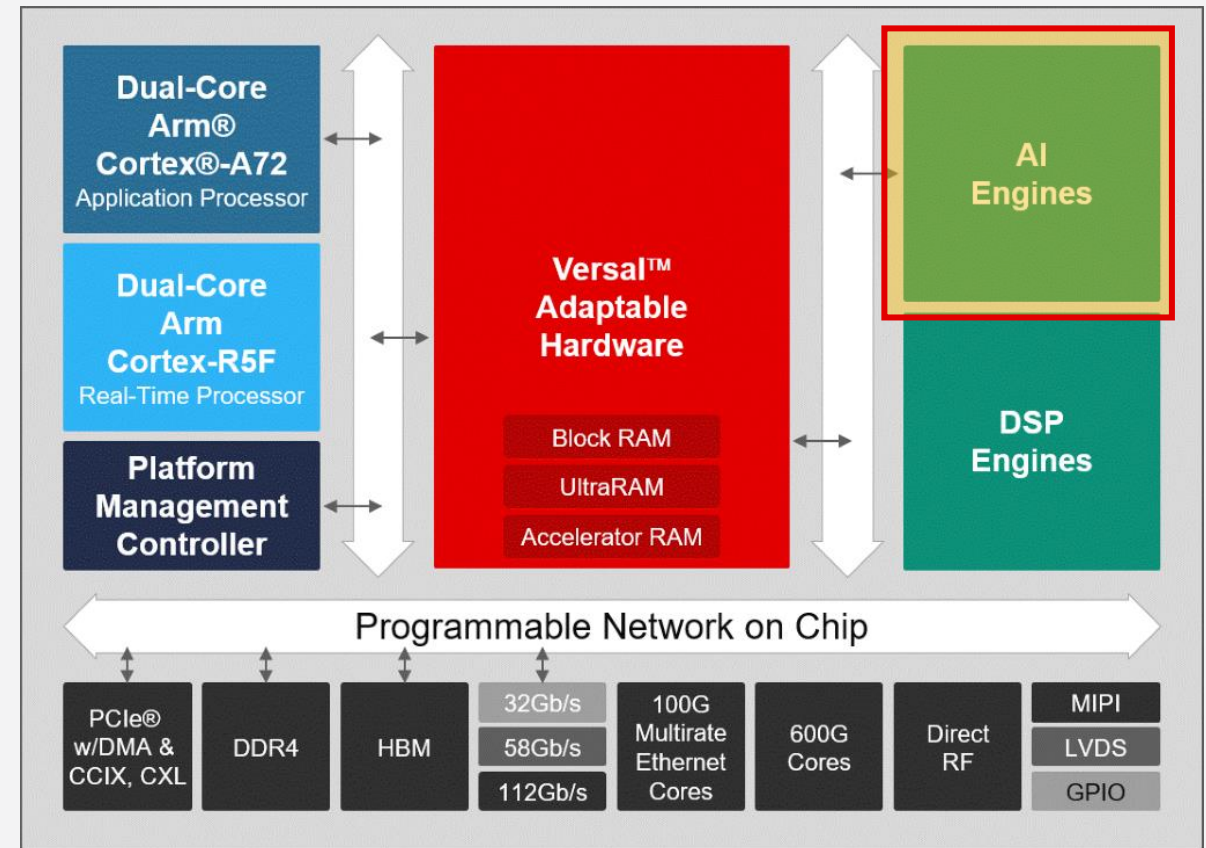 Dual-Core
Arm®
Cortex®-A72
Application Processor
Dual-Core
Arm
Cortex-R5F
Real-Time Processor
Platform
Management
Controller
Versal™
Adaptable
Hardware
Block RAM
UltraRAM
Accelerator RAM
AI
Engines
DSP
Engines
Programmable Network on Chip
PCIe®
w/DMA &
CCIX, CXL
DDR4
HBM
32Gb/s
58Gb/s
112Gb/s
100G
Multirate
Ethernet
Cores
600G
Cores
Direct
RF
MIPI
LVDS
GPIO